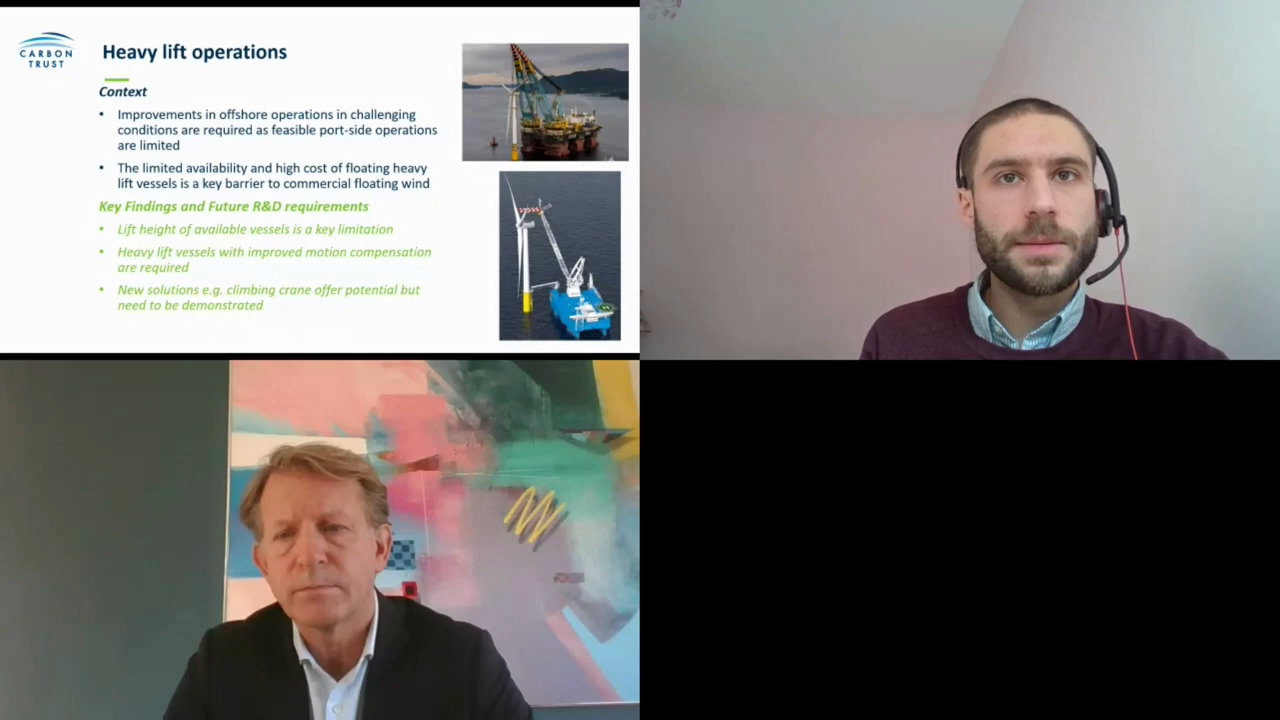 CARBON
TRUST
Heavy lift operations
Context
• Improvements in offshore operations in challenging
conditions are required as feasible port-side operations
are limited
• The limited availability and high cost of floating heavy
lift vessels is a key barrier to commercial floating wind
Key Findings and Future R&D requirements
• Lift height of available vessels is a key limitation
• Heavy lift vessels with improved motion compensation
are required
• New solutions e.g. climbing crane offer potential but
need to be demonstrated